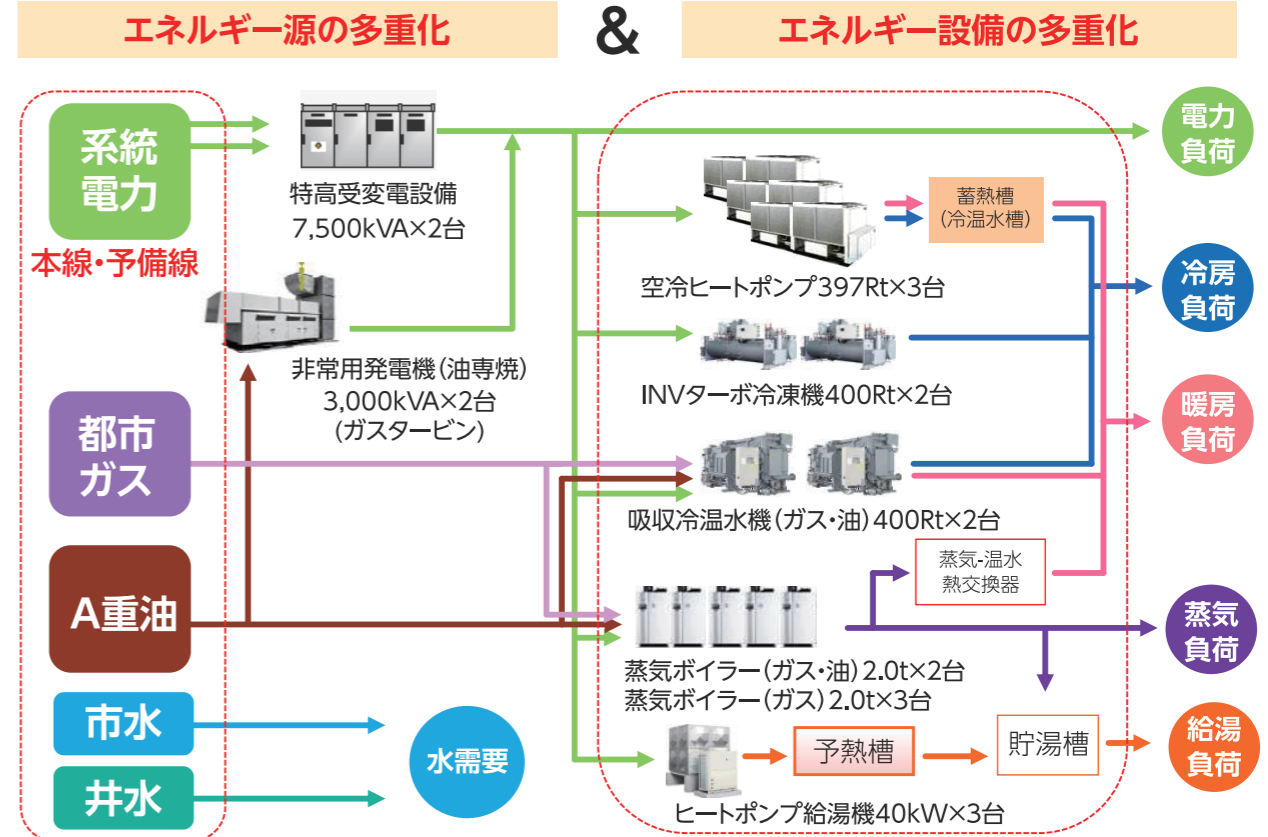 エネルギー源の多重化
&
エネルギー設備の多重化
系統
電力
本線・予備線
特高受変電設備
7,500kVA×2台
非常用発電機(油専焼)
3,000kVA×2台
(ガスタービン)
都市
ガス
A重油
市水
井水
水需要
空冷ヒートポンプ397Rt×3台
蓄熱槽
(冷温水槽)
INVターボ冷凍機400Rt×2台
吸収冷温水機(ガス・油)400Rt×2台
蒸気-温水
熱交換器
蒸気ボイラー(ガス・油)2.0t×2台
蒸気ボイラー(ガス)2.0t×3台
予熱槽
貯湯槽
ヒートポンプ給湯機40kW×3台
電力
負荷
冷房
負荷
暖房
負荷
蒸気
負荷
給湯
負荷